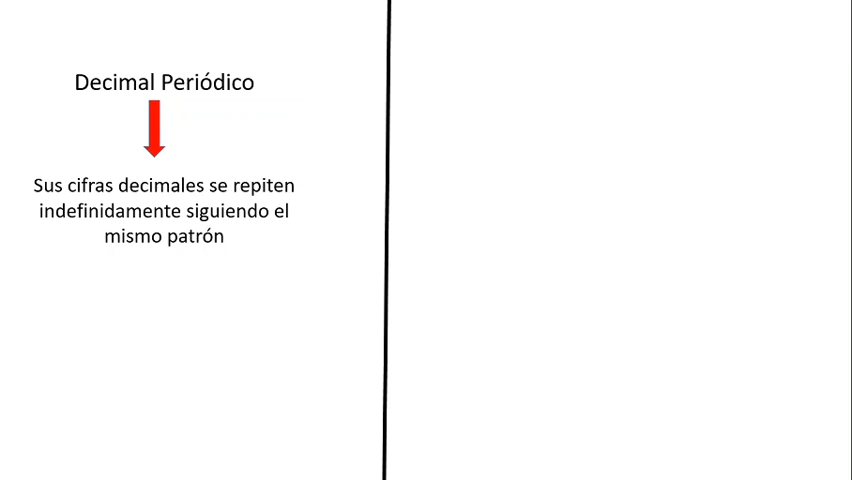 Decimal Periódico
Sus cifras decimales se repiten
indefinidamente siguiendo el
mismo patrón